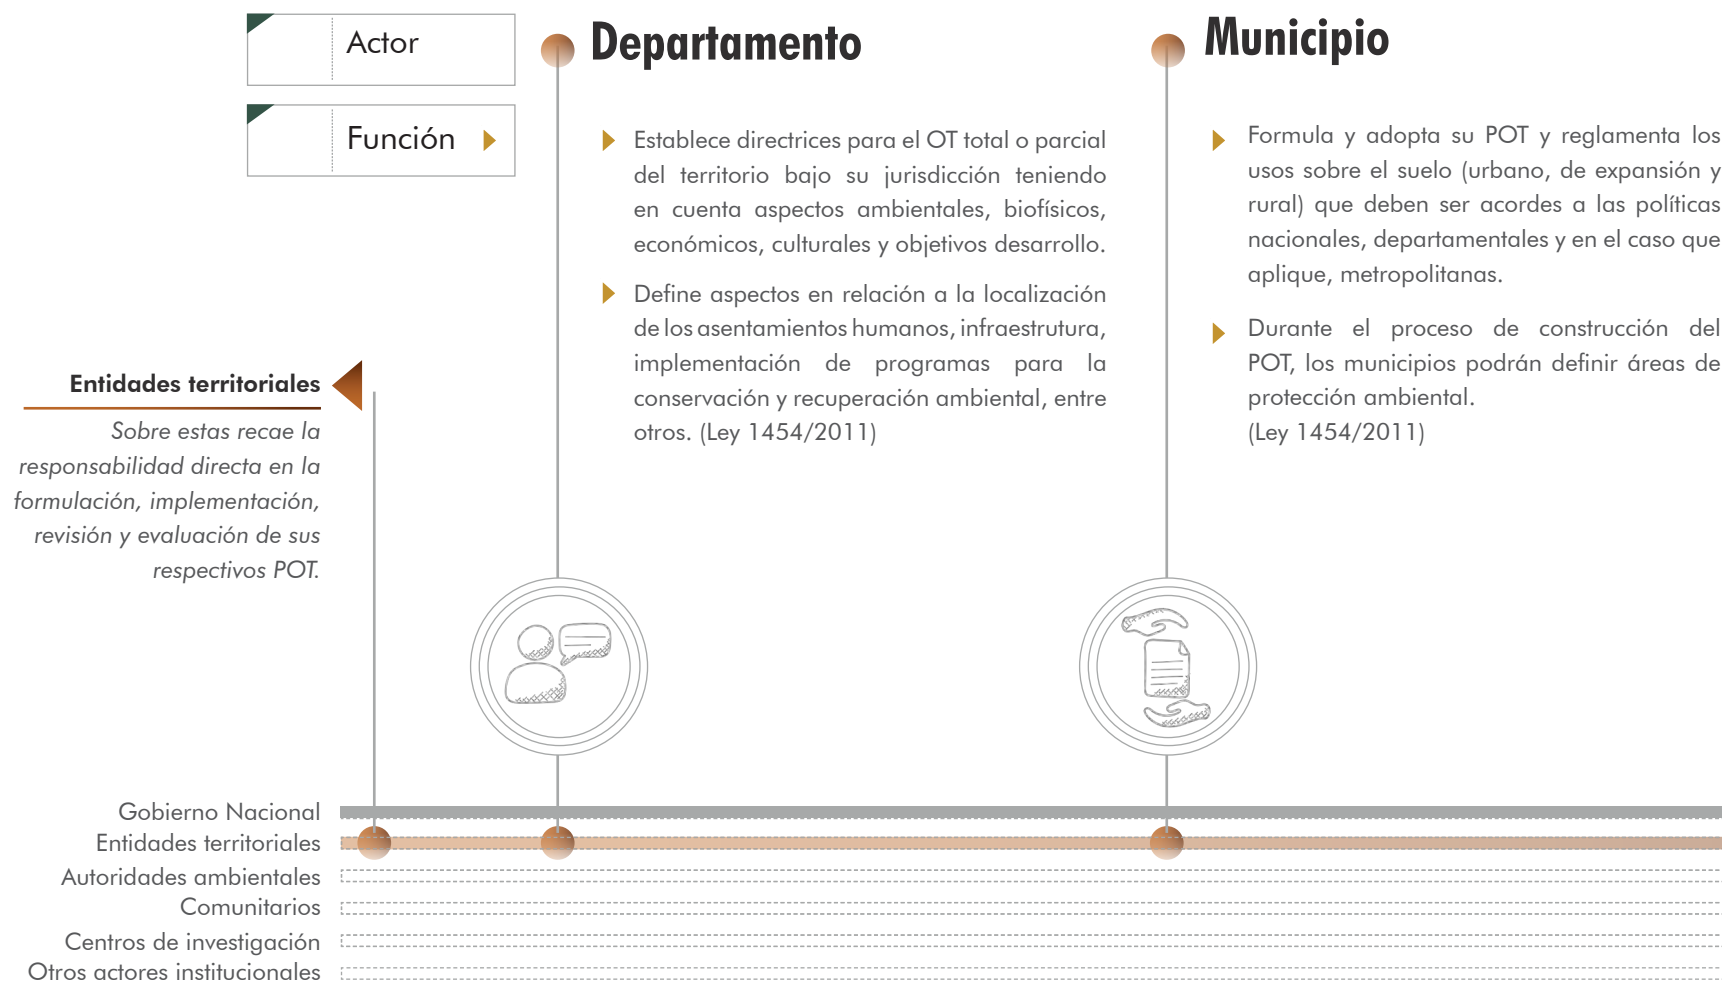 Actor
Función
Departamento
Establece directrices para el OT total o parcial
del territorio bajo su jurisdicción teniendo
en cuenta aspectos ambientales, biofísicos,
económicos, culturales y objetivos desarrollo.
Define aspectos en relación a la localización
de los asentamientos humanos, infraestrutura,
implementación de programas para la
conservación y recuperación ambiental, entre
otros. (Ley 1454/2011)
Municipio
Formula y adopta su POT y reglamenta los
usos sobre el suelo (urbano, de expansión y
rural) que deben ser acordes a las políticas
nacionales, departamentales y en el caso que
aplique, metropolitanas.
Durante el proceso de construcción del
POT, los municipios podrán definir áreas de
protección ambiental.
(Ley 1454/2011)
Entidades territoriales
Sobre estas recae la
responsabilidad directa en la
formulación, implementación,
revisión y evaluación de sus
respectivos POT.
Gobierno Nacional
Entidades territoriales
Autoridades ambientales
Comunitarios
Centros de investigación
Otros actores institucionales